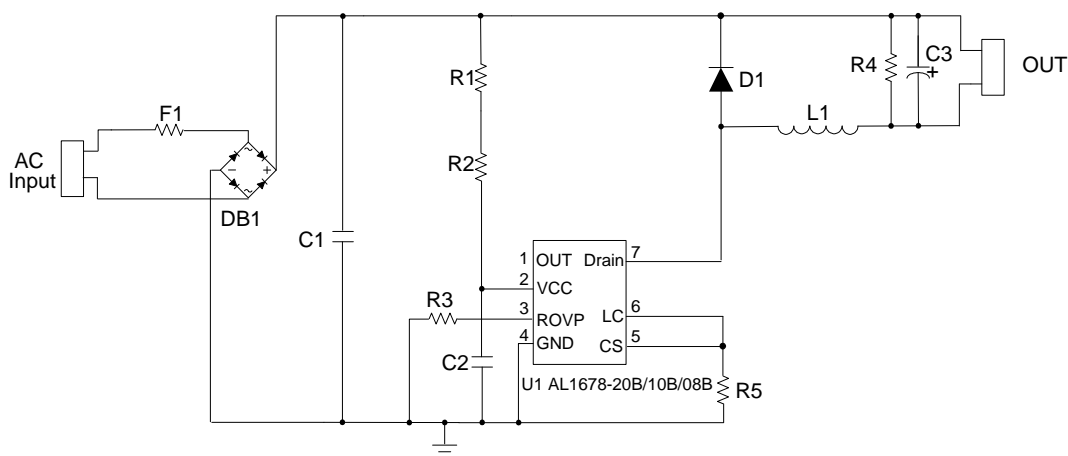 R1
R4
C3
+
OUT
D1
F1
L1
AC
Input
~
R2
− +
~
DB1
C1
1 OUT Drain 7
2 VCC
R3
3 ROVP LC 6
4 GND CS 5
C2
U1 AL1678-20B/10B/08B
R5